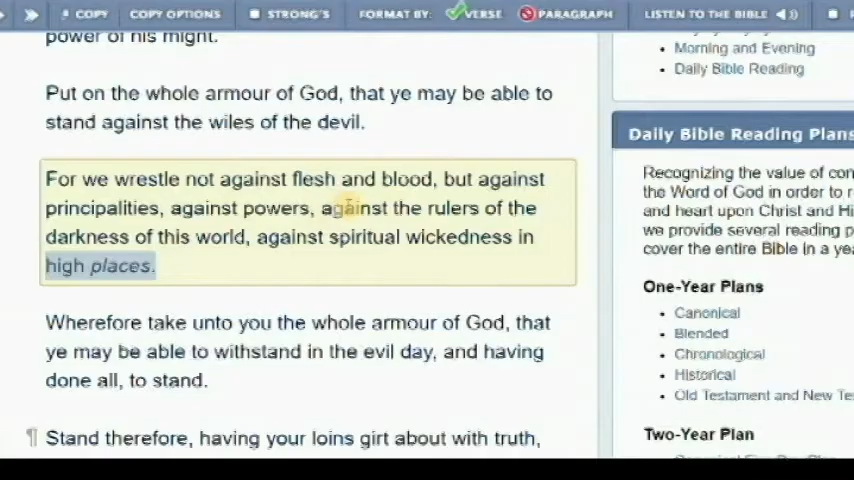 COPY COPY OPTIONS STRONG'S FORMAT BY: VERSE PARAGRAPH LISTEN TO THE BIBLE
power of his might.
Put on the whole armour of God, that ye may be able to
stand against the wiles of the devil.
For we wrestle not against flesh and blood, but against
principalities, against powers, against the rulers of the
darkness of this world, against spiritual wickedness in
high places.
Wherefore take unto you the whole armour of God, that
ye may be able to withstand in the evil day, and having
done all, to stand.
¶ Stand therefore, having your loins girt about with truth,
Morning and Evening
Daily Bible Reading
Daily Bible Reading Plans
Recognizing the value of
the Word of God in order to
and heart upon Christ and
we provide several reading
cover the entire Bible in a
One-Year Plans
Canonical
Blended
Chronological
Historical
Old Testament and New
Two-Year Plan